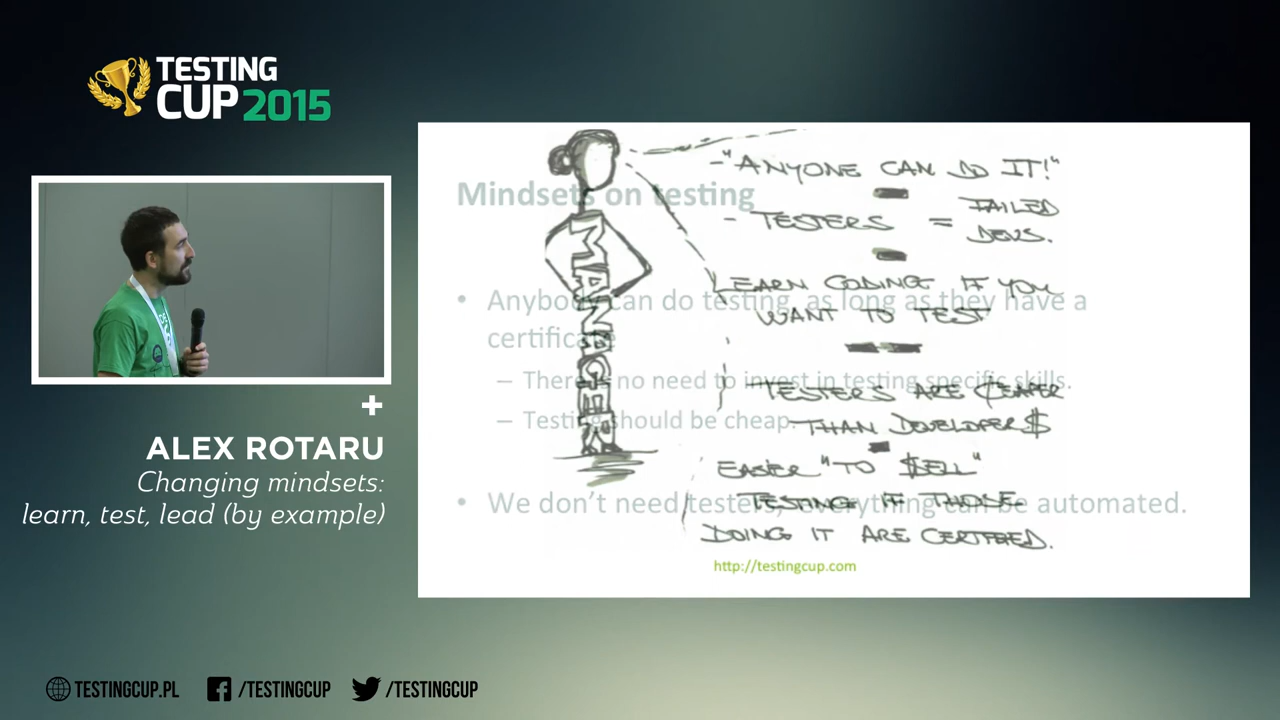 TESTING
CUP 2015
+
ALEX ROTARU
Changing mindsets:
learn, test, lead (by example)
TESTINGCUP.PL
/TESTINGCUP
/TESTINGCUP
Mindsets on testing
• Anybody can do testing, as long as they have a
certificate
– There is no need to invest in testing specific skills.
– Testing should be cheap.
• We don't need testers, everything can be automated.
MANAGER
- "ANYONE CAN DO IT!"
- TESTERS = FAILED
DEVS.
LEARN CODING IF YOU
WANT TO TEST
TESTERS ARE CHEAPER
THAN DEVELOPER$
EASIER "TO $ELL"
TESTING IF THOSE
DOING IT ARE CERTIFIED.
http://testingcup.com